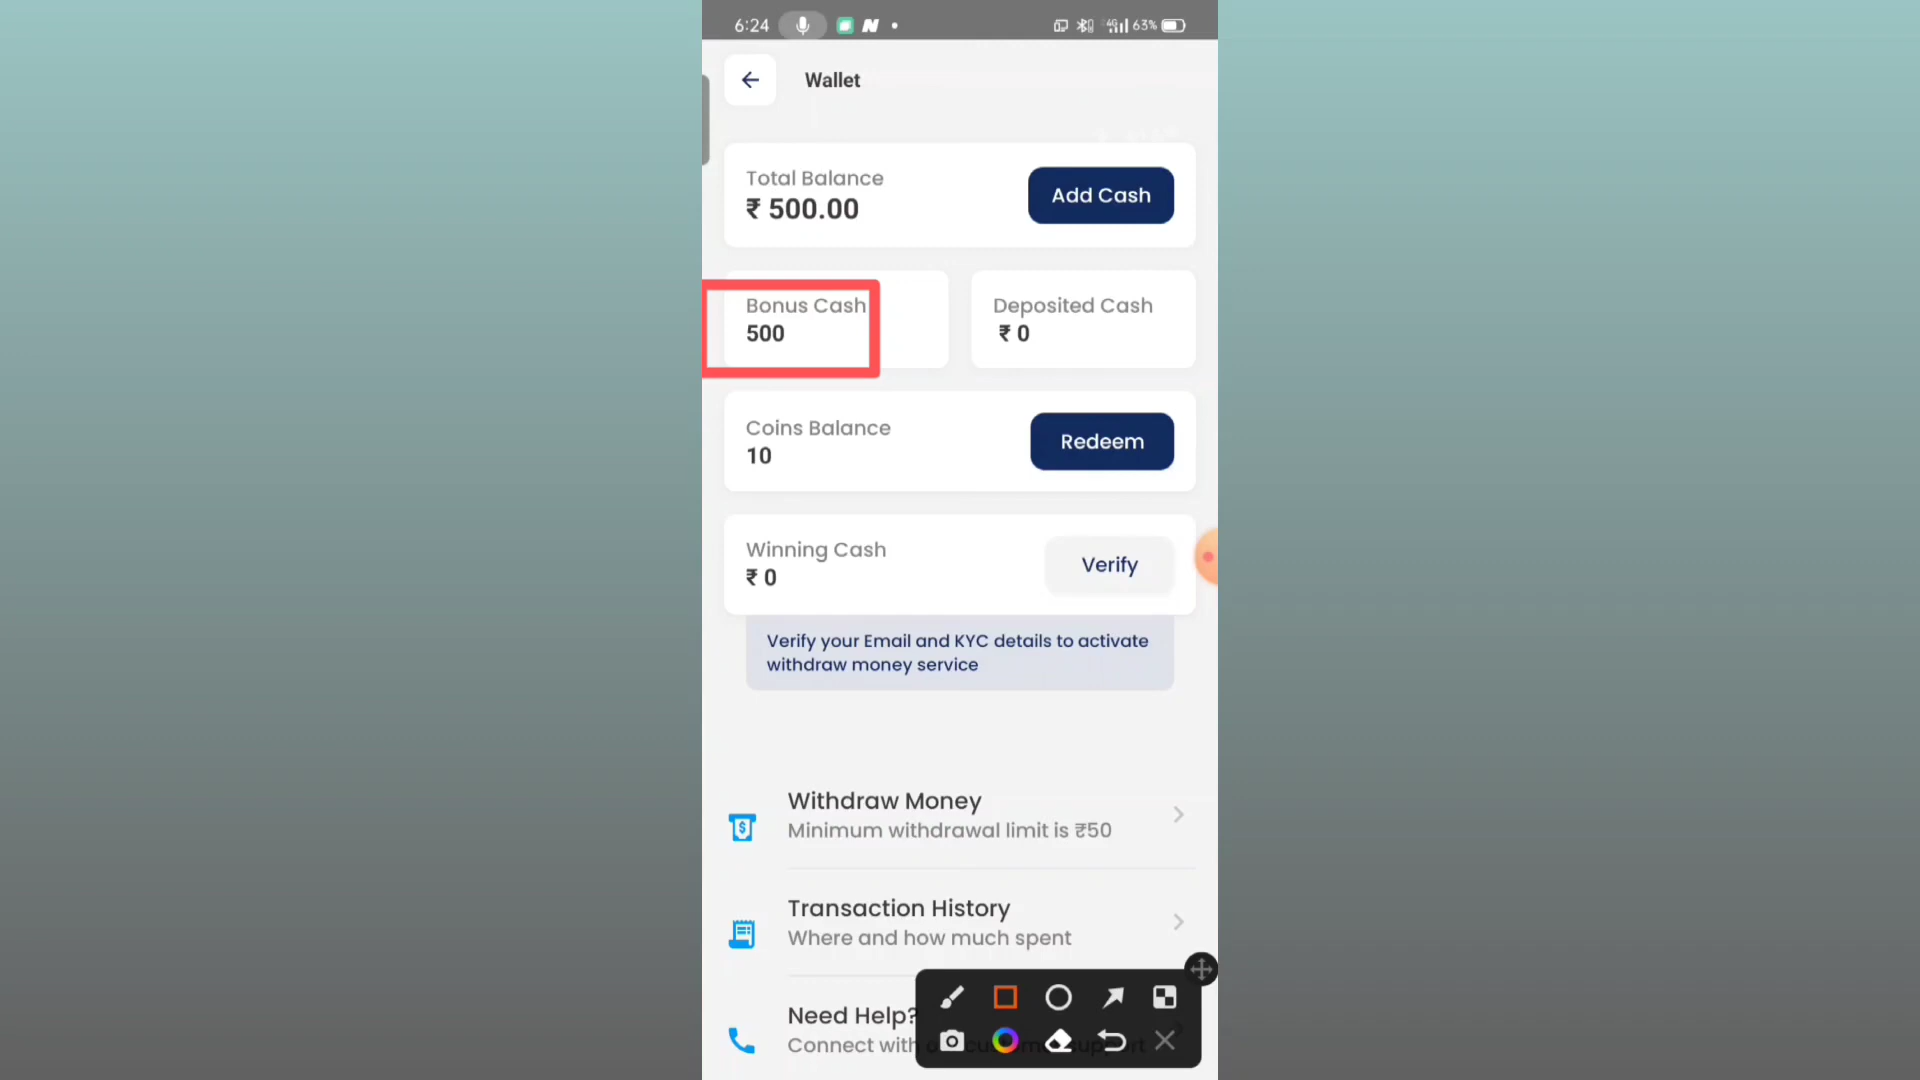 6:24
4G 63%
Wallet
Total Balance
₹ 500.00
Add Cash
Bonus Cash
500
Deposited Cash
₹ 0
Coins Balance
10
Redeem
Winning Cash
₹ 0
Verify
Verify your Email and KYC details to activate
withdraw money service
Withdraw Money
Minimum withdrawal limit is ₹50
Transaction History
Where and how much spent
Need Help?
Connect with